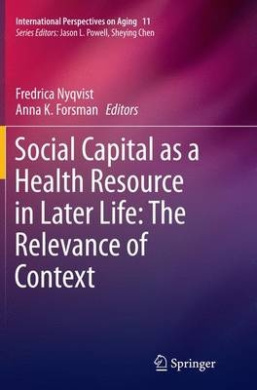 International Perspectives on Aging 11
Series Editors: Jason L. Powell, Sheying Chen
Fredrica Nyqvist
Anna K. Forsman Editors
Social Capital as a
Health Resource
in Later Life: The
Relevance of
Context
Springer